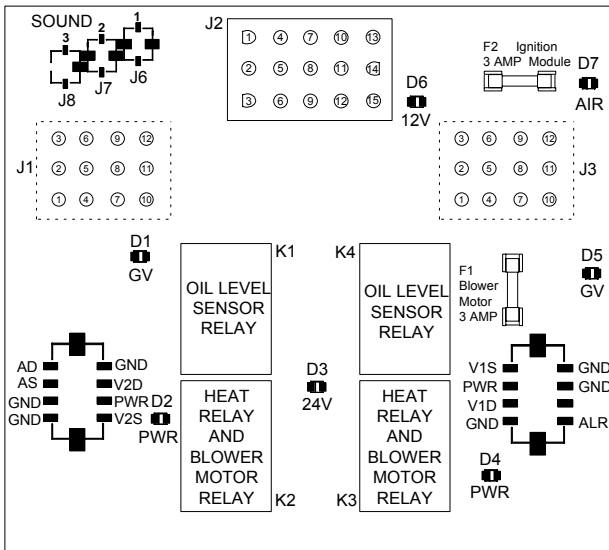 SOUND
3
2
1
J8
J7
J6
J2
1 4 7 10 13
2 5 8 11 14
3 6 9 12 15
D6
12V
F2 Ignition
3 AMP Module
D7
AIR
J1
3 6 9 12
2 5 8 11
1 4 7 10
3 6 9 12
2 5 8 11
1 4 7 10
J3
D1
GV
K1
OIL LEVEL
SENSOR
RELAY
K4
OIL LEVEL
SENSOR
RELAY
F1
Blower
Motor
3 AMP
D5
GV
AD
AS
GND
GND
GND
V2D
PWR
V2S
D2
PWR
HEAT
RELAY
AND
BLOWER
MOTOR
RELAY
K2
D3
24V
HEAT
RELAY
AND
BLOWER
MOTOR
RELAY
K3
V1S
PWR
V1D
GND
GND
GND
ALR
D4
PWR